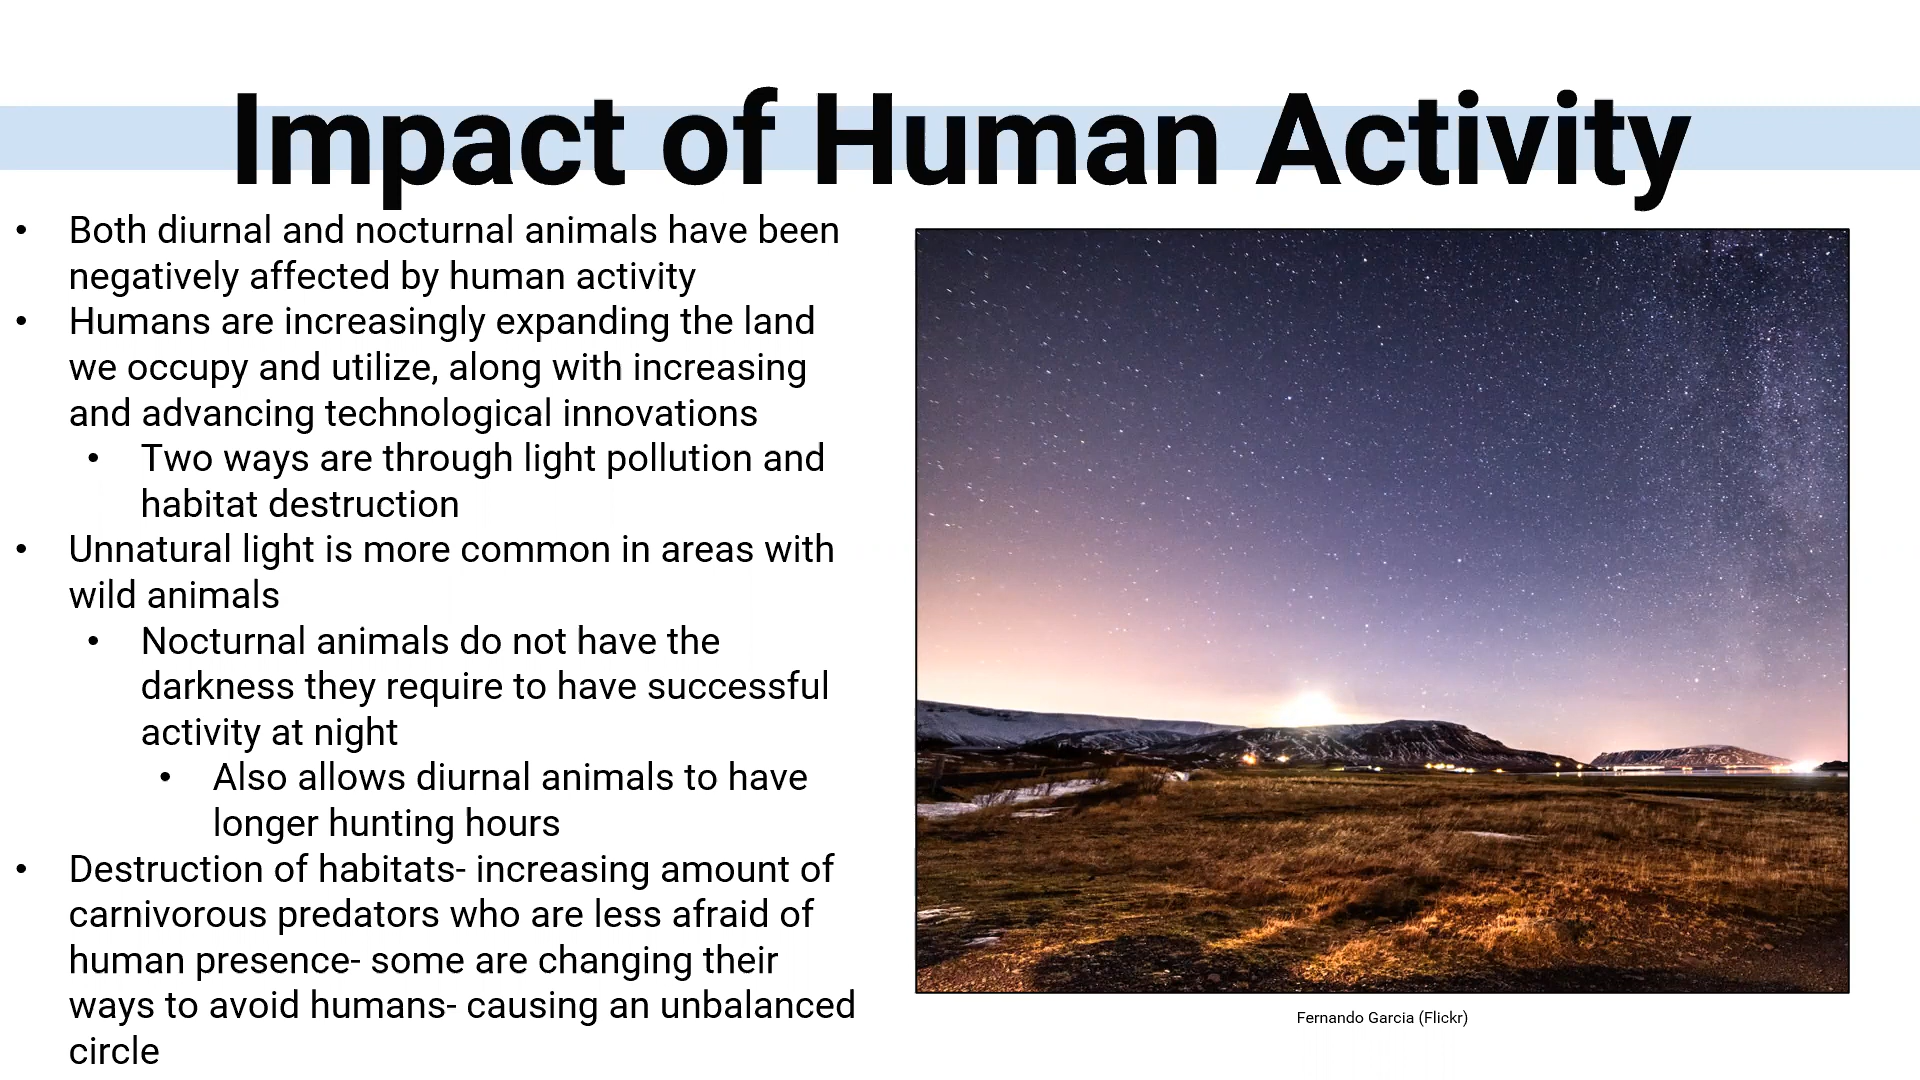 Impact of Human Activity
• Both diurnal and nocturnal animals have been
negatively affected by human activity
• Humans are increasingly expanding the land
we occupy and utilize, along with increasing
and advancing technological innovations
• Two ways are through light pollution and
habitat destruction
• Unnatural light is more common in areas with
wild animals
• Nocturnal animals do not have the
darkness they require to have successful
activity at night
• Also allows diurnal animals to have
longer hunting hours
• Destruction of habitats- increasing amount of
carnivorous predators who are less afraid of
human presence- some are changing their
ways to avoid humans- causing an unbalanced
circle
Fernando Garcia (Flickr)